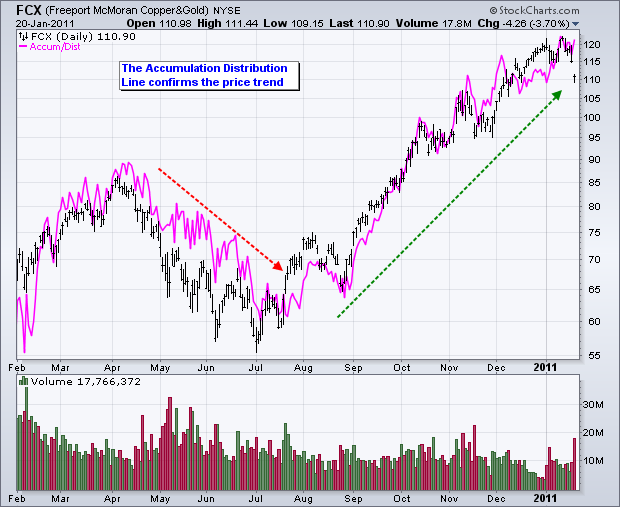 FCX (Freeport McMoran Copper&Gold) NYSE
© StockCharts.com
20-Jan-2011 Open 110.98 High 111.44 Low 109.15 Last 110.90 Volume 17.8M Chg -4.26 (-3.70%)
FCX (Daily) 110.90
Accum/Dist
The Accumulation Distribution
Line confirms the price trend
120
115
110
105
100
95
90
85
80
75
70
65
60
55
Feb Mar Apr May Jun Jul Aug Sep Oct Nov Dec 2011
Volume 17,766,372
30M
20M
10M
Feb Mar Apr May Jun Jul Aug Sep Oct Nov Dec 2011